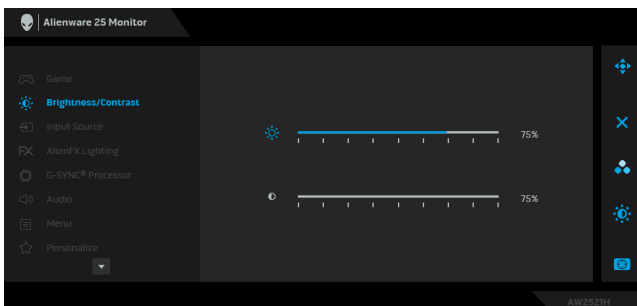 Alienware 25 Monitor
Game
Brightness/Contrast
Input Source
AlienFX Lighting
G-SYNC® Processor
Audio
Menu
Personalize
75%
75%
AW2521H